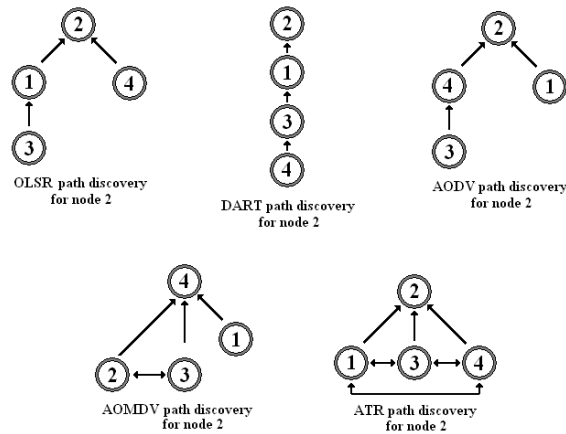 2
1
4
3
OLSR path discovery
for node 2
2
1
3
4
DART path discovery
for node 2
2
4
1
3
AODV path discovery
for node 2
4
1
2
3
AOMDV path discovery
for node 2
2
1
3
4
ATR path discovery
for node 2